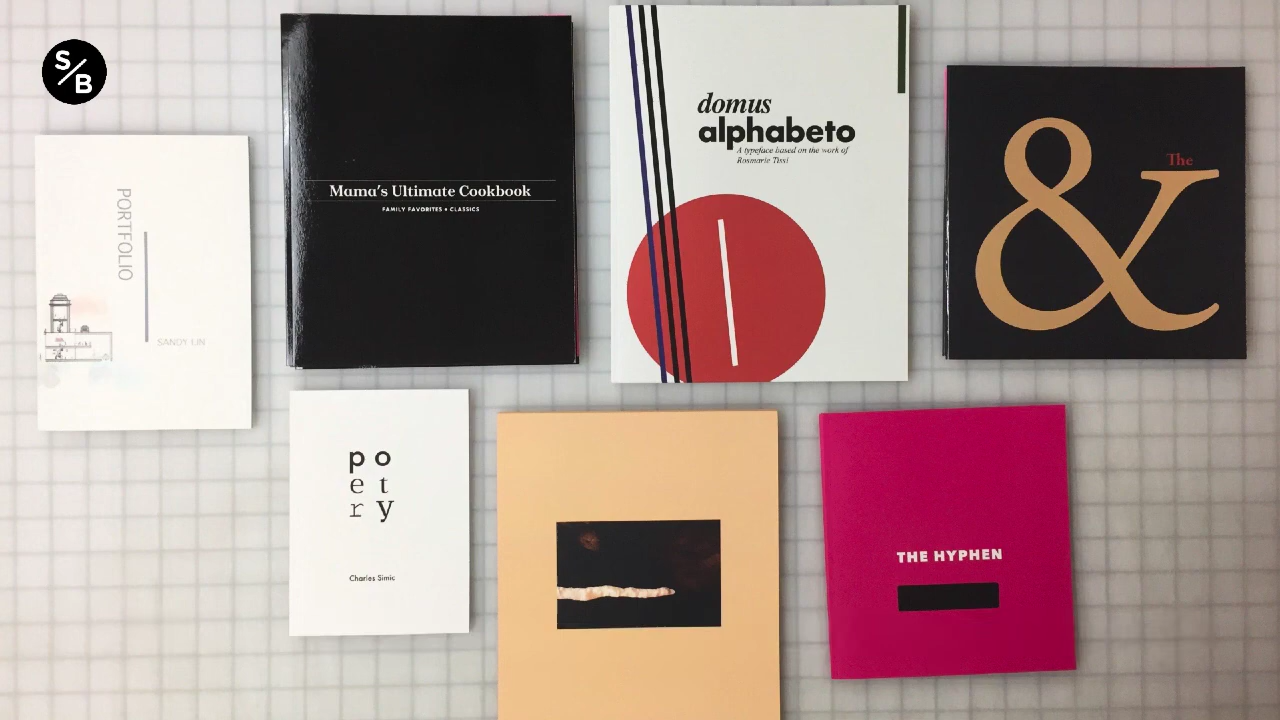 S/B
PORTFOLIO
SANDY LIN
Mama's Ultimate Cookbook
FAMILY FAVORITES • CLASSICS
domus
alphabeto
A typeface based on the work of
Rosmarie Tissi
The
&
po
et
ry
Charles Simic
THE HYPHEN